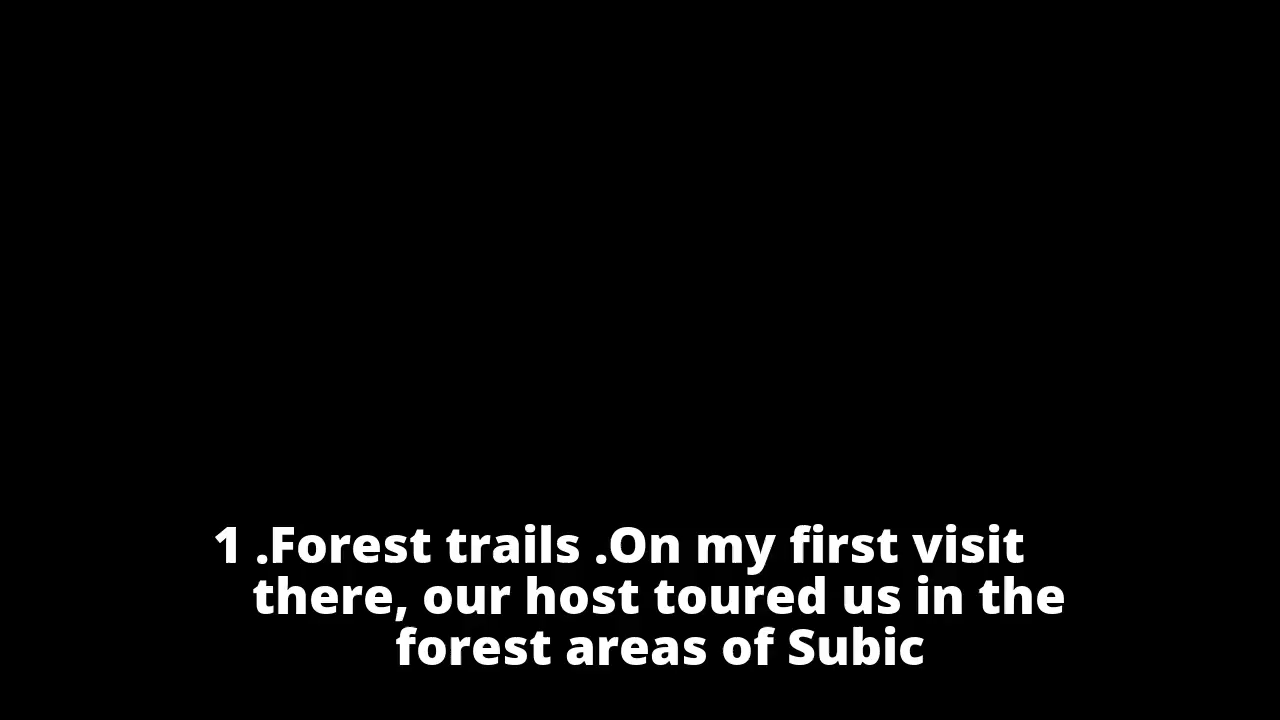 1 .Forest trails .On my first visit
there, our host toured us in the
forest areas of Subic